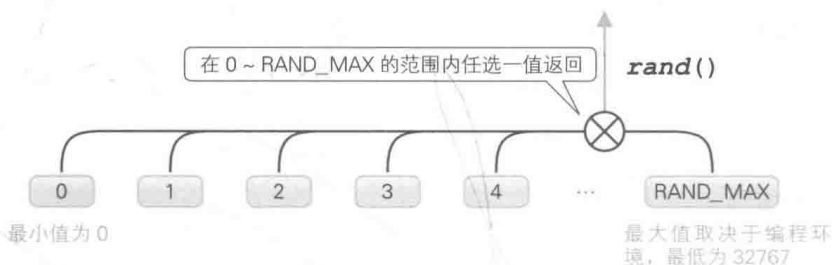 在 0 ~ RAND_MAX 的范围内任选一值返回
rand()
0 1 2 3 4 … RAND_MAX
最小值为 0
最大值取决于编程环
境，最低为 32767